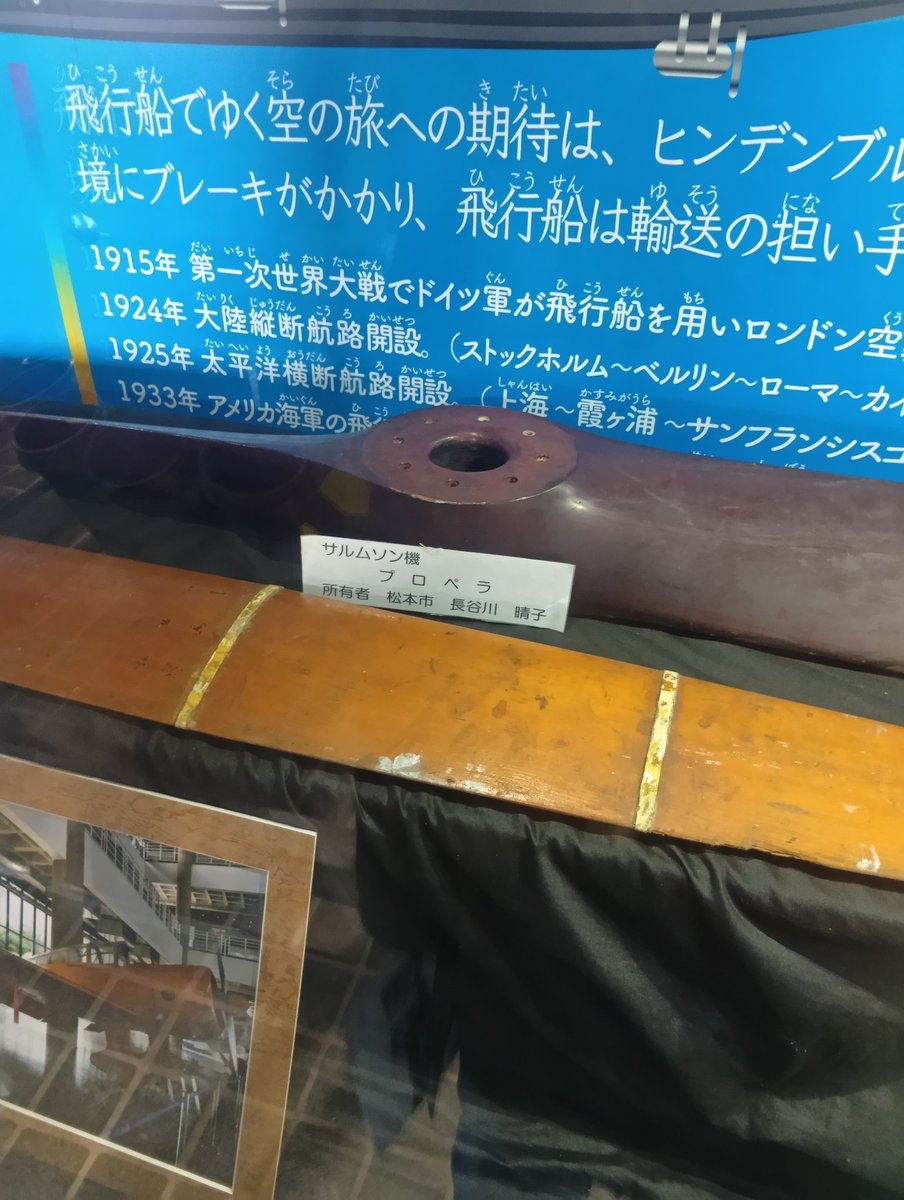 飛行船でゆく空の旅への期待は、ヒンデンブル
境にブレーキがかかり、飛行船は輸送の担い手
1915年 第一次世界大戦でドイツ軍が飛行船を用いロンドン空
1924年 大陸縦断航路開設。（ストックホルム～ベルリン～ローマ～カイ
1925年 太平洋横断航路開設 （上海～霞ヶ浦～サンフランシスコ
1933年 アメリカ海軍の飛行
サルムソン機
プロペラ
所有者 松本市 長谷川 晴子